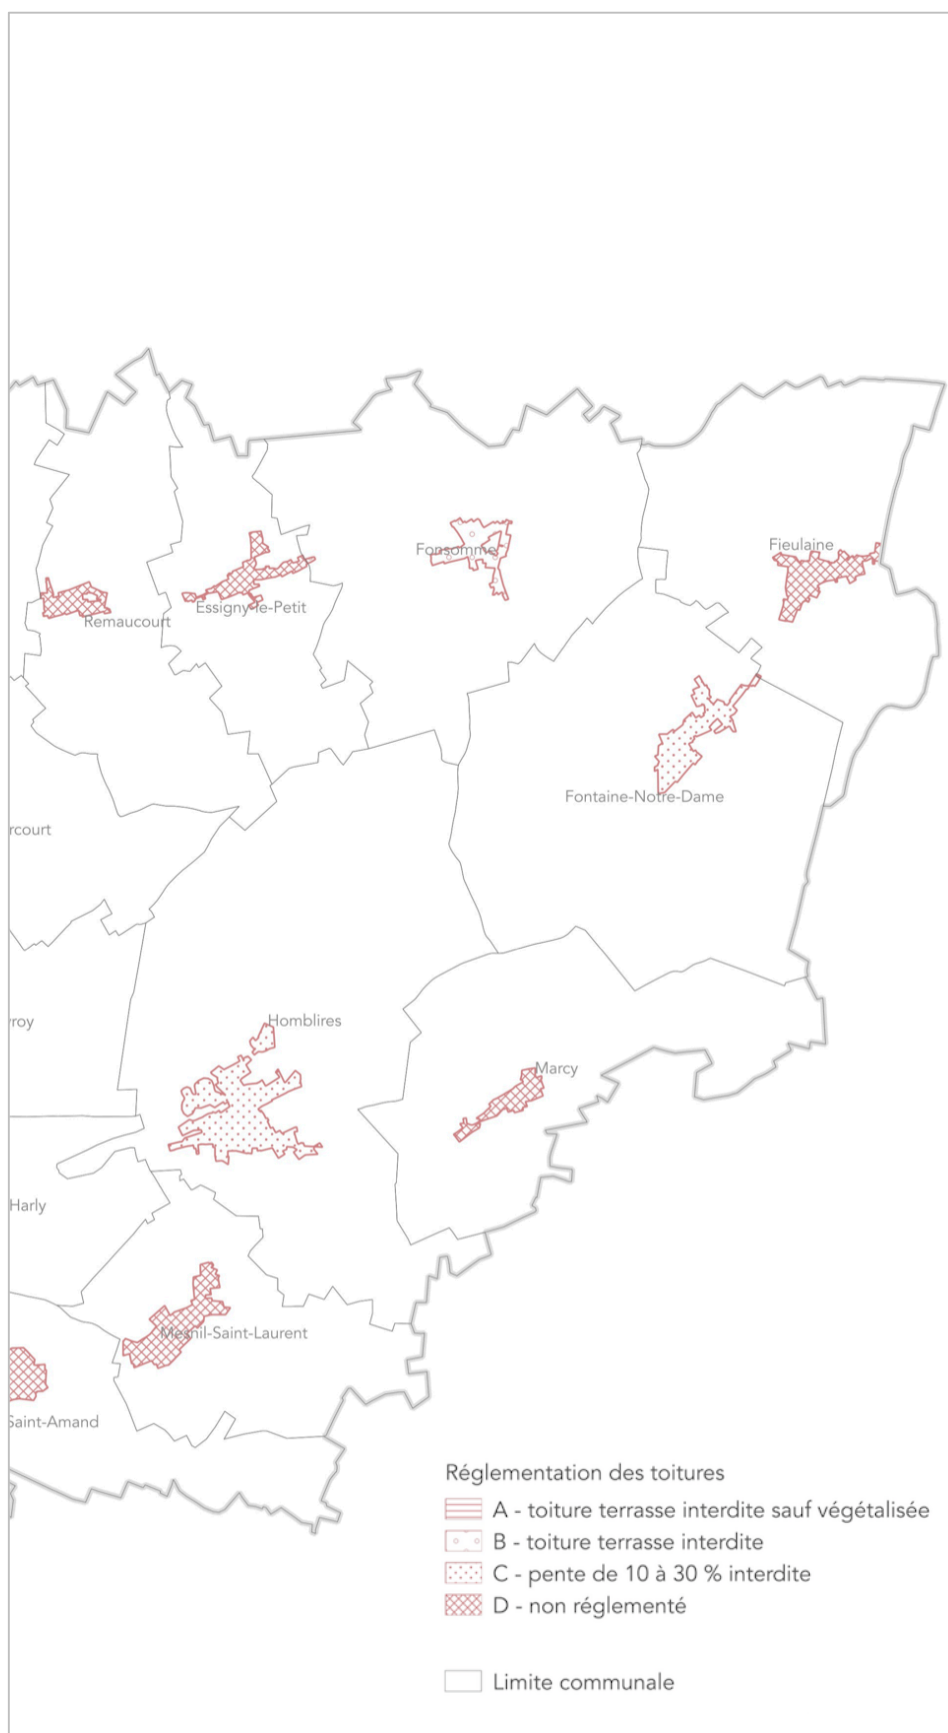 Fonsomme
Fieulaine
Essigny-le-Petit
Remaucourt
Fontaine-Notre-Dame
rcourt
Homblires
roy
Marcy
Harly
Mesnil-Saint-Laurent
Saint-Amand
Réglementation des toitures
A - toiture terrasse interdite sauf végétalisée
B - toiture terrasse interdite
C - pente de 10 à 30 % interdite
D - non réglementé
Limite communale